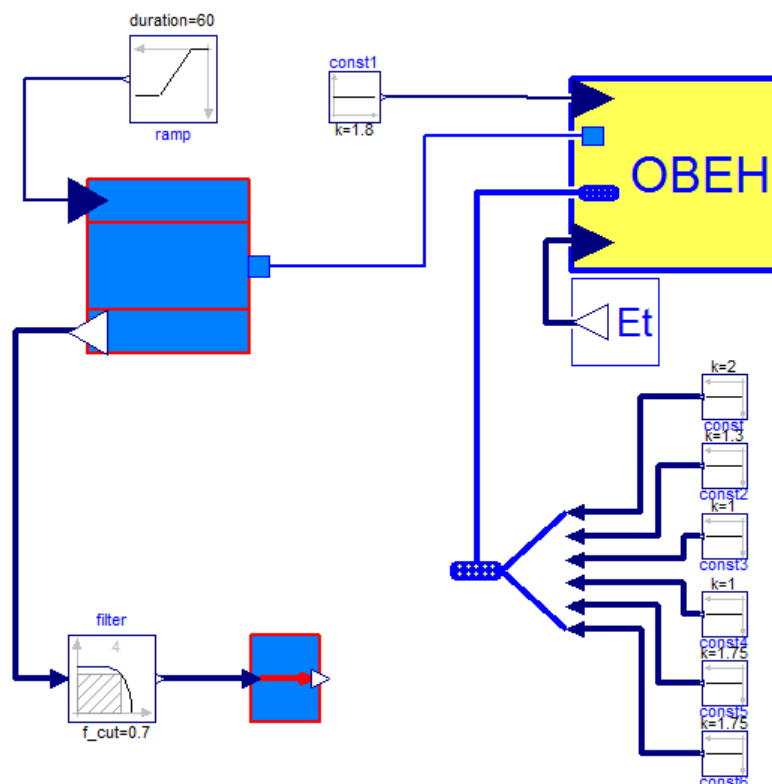 duration=60
ramp
const1
k=1.8
OBEH
Et
k=2
const
k=1.3
const2
k=1
const3
k=1
const4
k=1.75
const5
k=1.75
const6
filter
4
f_cut=0.7